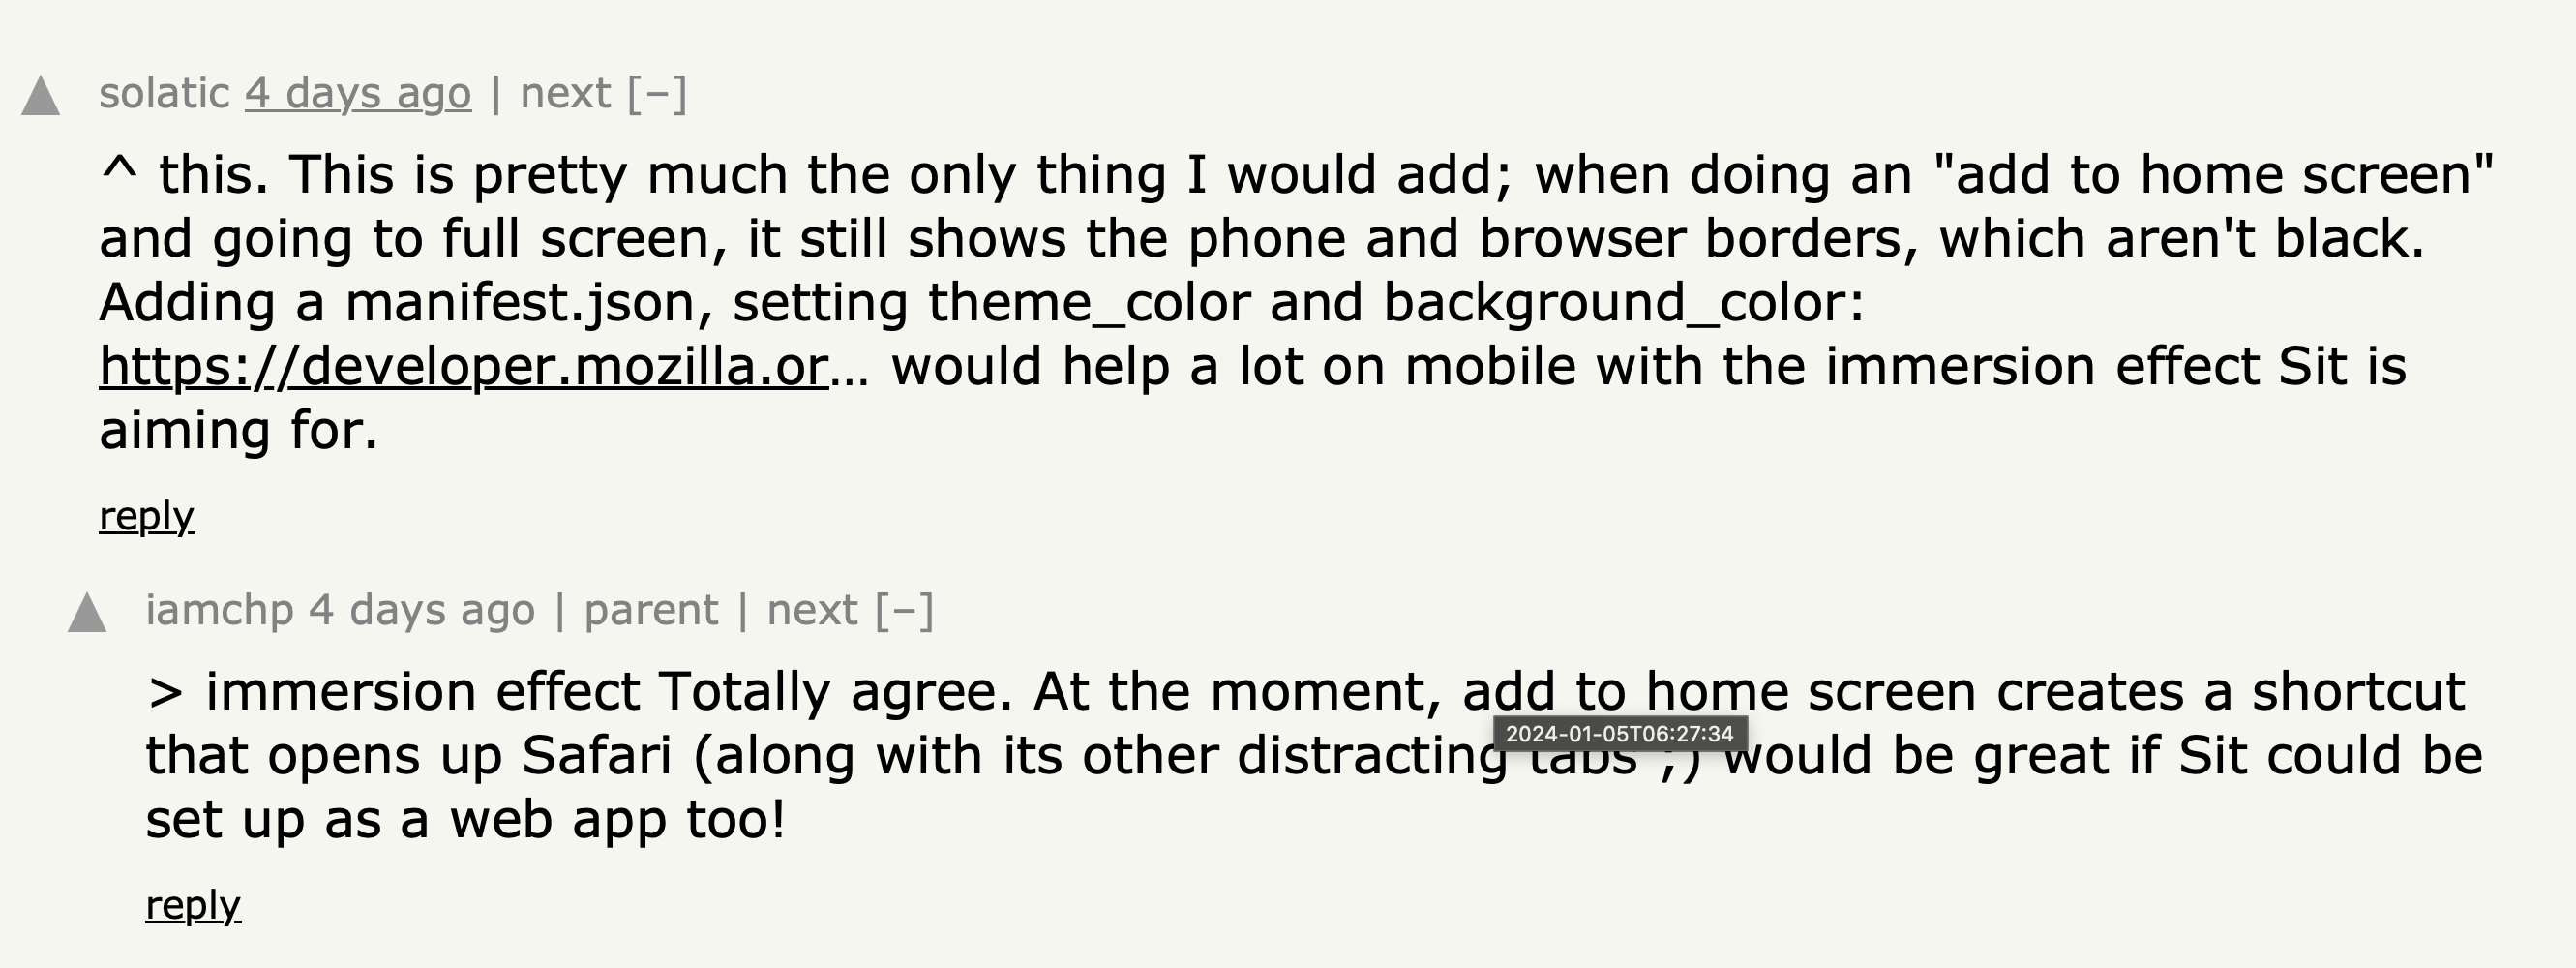 ▲ solatic 4 days ago | next [–]
^ this. This is pretty much the only thing I would add; when doing an "add to home screen"
and going to full screen, it still shows the phone and browser borders, which aren't black.
Adding a manifest.json, setting theme_color and background_color:
https://developer.mozilla.or… would help a lot on mobile with the immersion effect Sit is
aiming for.
reply
▲ iamchp 4 days ago | parent | next [–]
> immersion effect Totally agree. At the moment, add to home screen creates a shortcut
2024-01-05T06:27:34
that opens up Safari (along with its other distracting tabs ;) would be great if Sit could be
set up as a web app too!
reply